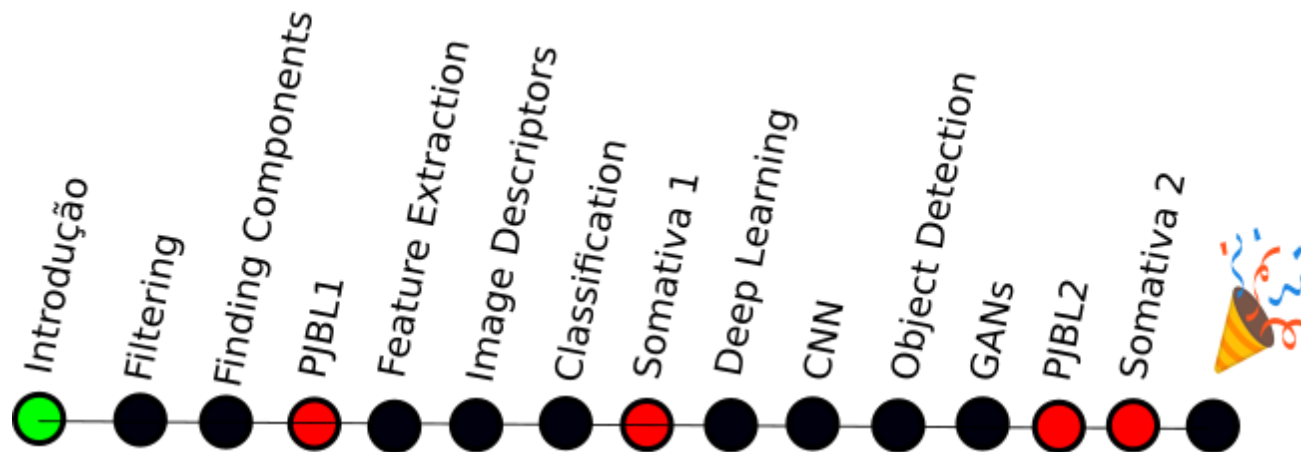 Introdução
Filtering
Finding Components
PJBL1
Feature Extraction
Image Descriptors
Classification
Somativa 1
Deep Learning
CNN
Object Detection
GANs
PJBL2
Somativa 2